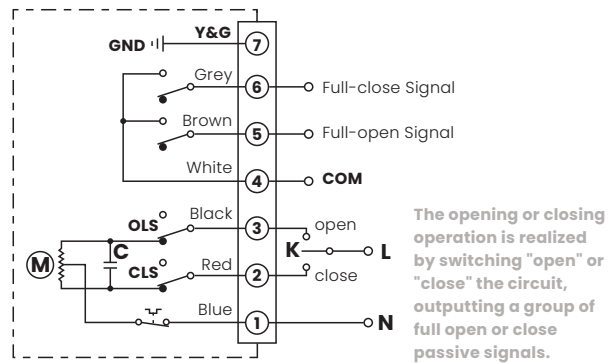 Y&G
GND
7
Grey
6
Full-close Signal
Brown
5
Full-open Signal
White
4
COM
Black
OLS
3
open
C
K
L
M
CLS
Red
2
close
Blue
1
N
The opening or closing
operation is realized
by switching "open" or
"close" the circuit,
outputting a group of
full open or close
passive signals.